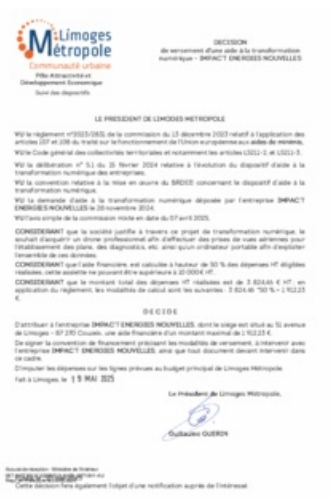 Limoges
Métropole
Communauté urbaine
Pôle Attractivité et
Développement Economique
Suivi des dispositifs
DECISION
de versement d'une aide à la transformation
numérique - IMPACT ENERGIES NOUVELLES
LE PRESIDENT DE LIMOGES METROPOLE
VU le règlement n°2023/2831 de la commission du 13 décembre 2023 relatif à l'application des
articles 107 et 108 du traité sur le fonctionnement de l'Union européenne aux aides de minimis,
VU le Code général des collectivités territoriales et notamment les articles L5211-2, et L5211-3,
VU la délibération n° 5.1 du 15 février 2024 relative à l'évolution du dispositif d'aide à la
transformation numérique des entreprises,
VU la convention relative à la mise en œuvre du SRDEII concernant le dispositif d'aide à la
transformation numérique,
VU la demande d'aide à la transformation numérique déposée par l'entreprise IMPACT
ENERGIES NOUVELLES le 28 novembre 2024,
VU l'avis simple de la commission mixte en date du 07 avril 2025,
CONSIDERANT que la société justifie à travers ce projet de transformation numérique, le
souhait d'acquérir un drone professionnel afin d'effectuer des prises de vues aériennes pour
l'établissement des plans, des diagnostics, etc. ainsi qu'un ordinateur portable afin d'exploiter
l'ensemble de ces données,
CONSIDERANT que l'aide financière, est calculée à hauteur de 50 % des dépenses HT éligibles
réalisées, cette assiette ne pouvant être supérieure à 10 000 € HT,
CONSIDERANT que le montant total des dépenses HT réalisées est de 3 824,46 € HT, en
application du règlement, les modalités de calcul sont les suivantes : 3 824,46 *50 % = 1 912,23
€.
DECIDE
D'attribuer à l'entreprise IMPACT ENERGIES NOUVELLES, dont le siège est situé au 51 avenue
de Limoges - 87 270 Couzeix, une aide financière d'un montant maximal de 1 912,23 €.
De signer la convention de financement précisant les modalités de versement, à intervenir avec
l'entreprise IMPACT ENERGIES NOUVELLES, ainsi que tout document devant intervenir dans
ce cadre.
D'imputer les dépenses sur les lignes prévues au budget principal de Limoges Métropole.
Fait à Limoges, le 19 MAI 2025
Le Président de Limoges Métropole,
Guillaume GUERIN
Accusé de réception - Ministère de l'Intérieur
Cette décision fera également l'objet d'une notification auprès de l'intéressé.